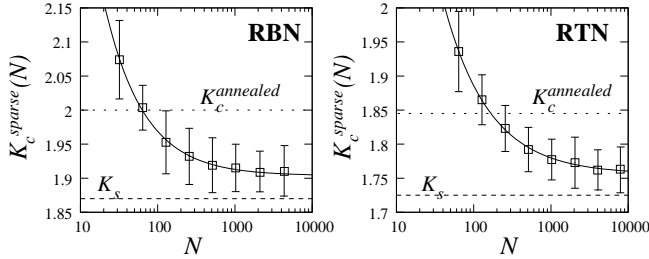 2.15
2.1
2.05
2
1.95
1.9
1.85
RBN
K_c^{annealed}
K_s
K_c^{sparse}(N)
10 100 1000 10000
N
2
1.95
1.9
1.85
1.8
1.75
1.7
RTN
K_c^{annealed}
K_s
K_c^{sparse}(N)
10 100 1000 10000
N